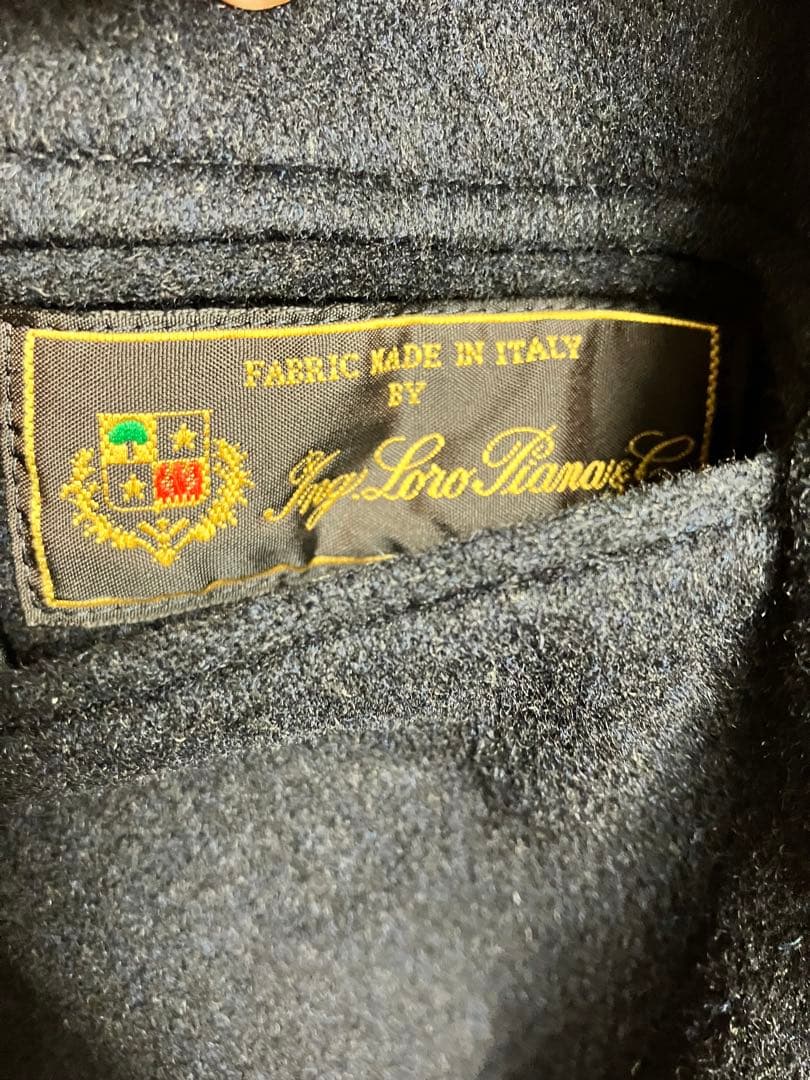 FABRIC MADE IN ITALY
BY
Ing. Loro Piana & C